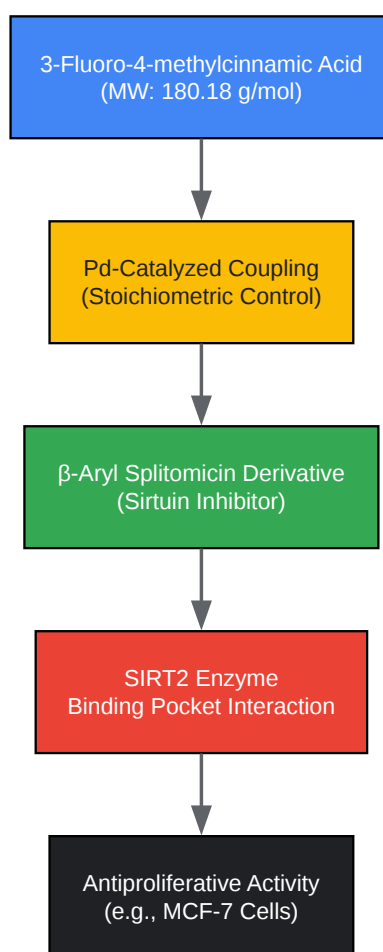 3-Fluoro-4-methylcinnamic Acid
(MW: 180.18 g/mol)
Pd-Catalyzed Coupling
(Stoichiometric Control)
β-Aryl Splitomicin Derivative
(Sirtuin Inhibitor)
SIRT2 Enzyme
Binding Pocket Interaction
Antiproliferative Activity
(e.g., MCF-7 Cells)